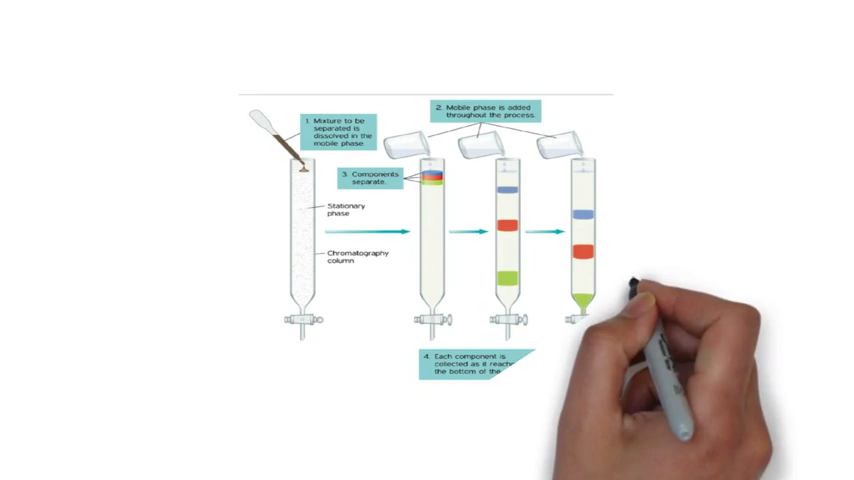 1. Mixture to be
separated is
dissolved in the
mobile phase.
2. Mobile phase is added
throughout the process.
3. Components
separate.
Stationary
phase
Chromatography
column
4. Each component is
collected as it
the bottom of the